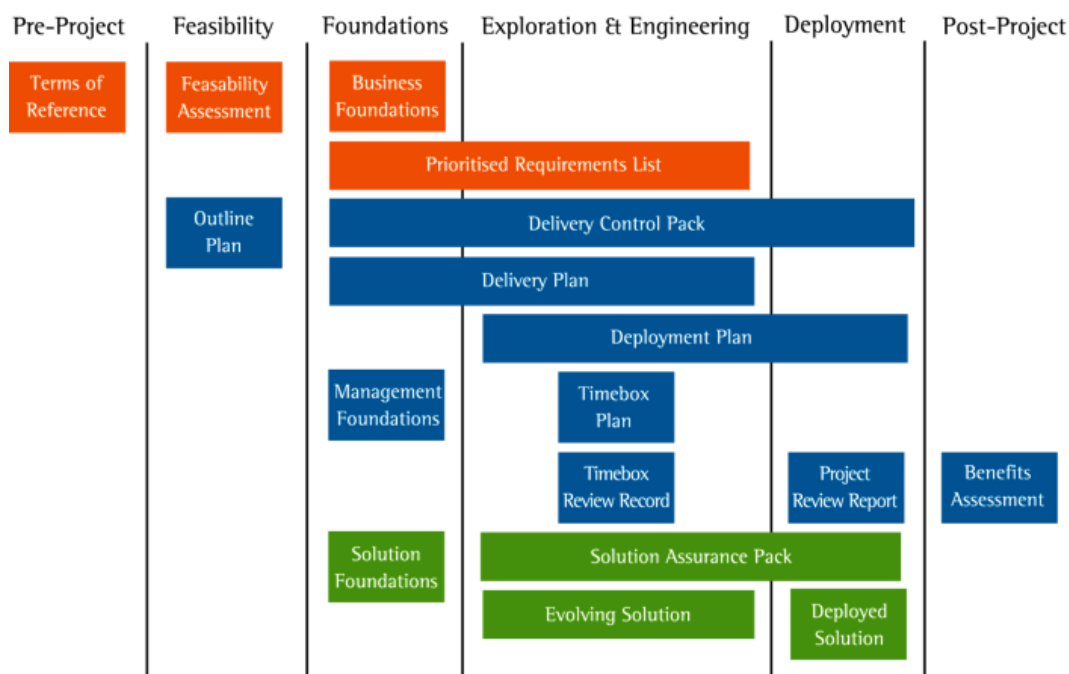 Pre-Project
Feasibility
Foundations
Exploration & Engineering
Deployment
Post-Project
Terms of
Reference
Feasability
Assessment
Business
Foundations
Prioritised Requirements List
Outline
Plan
Delivery Control Pack
Delivery Plan
Deployment Plan
Management
Foundations
Timebox
Plan
Timebox
Review Record
Project
Review Report
Benefits
Assessment
Solution
Foundations
Solution Assurance Pack
Evolving Solution
Deployed
Solution